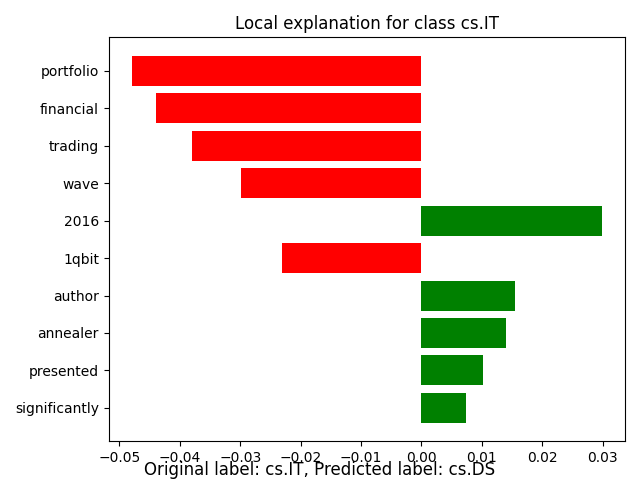 Local explanation for class cs.IT
portfolio
financial
trading
wave
2016
1qbit
author
annealer
presented
significantly
−0.05 −0.04 −0.03 −0.02 −0.01 0.00 0.01 0.02 0.03
Original label: cs.IT, Predicted label: cs.DS